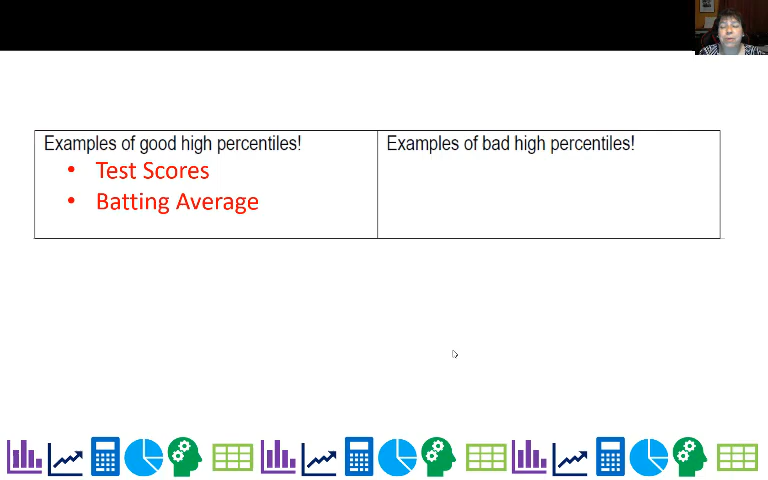 Examples of good high percentiles!
• Test Scores
• Batting Average
Examples of bad high percentiles!